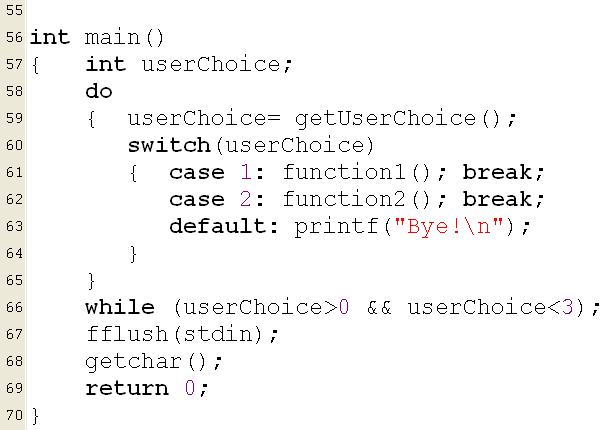 55
56 int main()
57 {   int userChoice;
58     do
59     {  userChoice= getUserChoice();
60        switch(userChoice)
61        {  case 1: function1(); break;
62           case 2: function2(); break;
63           default: printf("Bye!\n");
64        }
65     }
66     while (userChoice>0 && userChoice<3);
67     fflush(stdin);
68     getchar();
69     return 0;
70 }